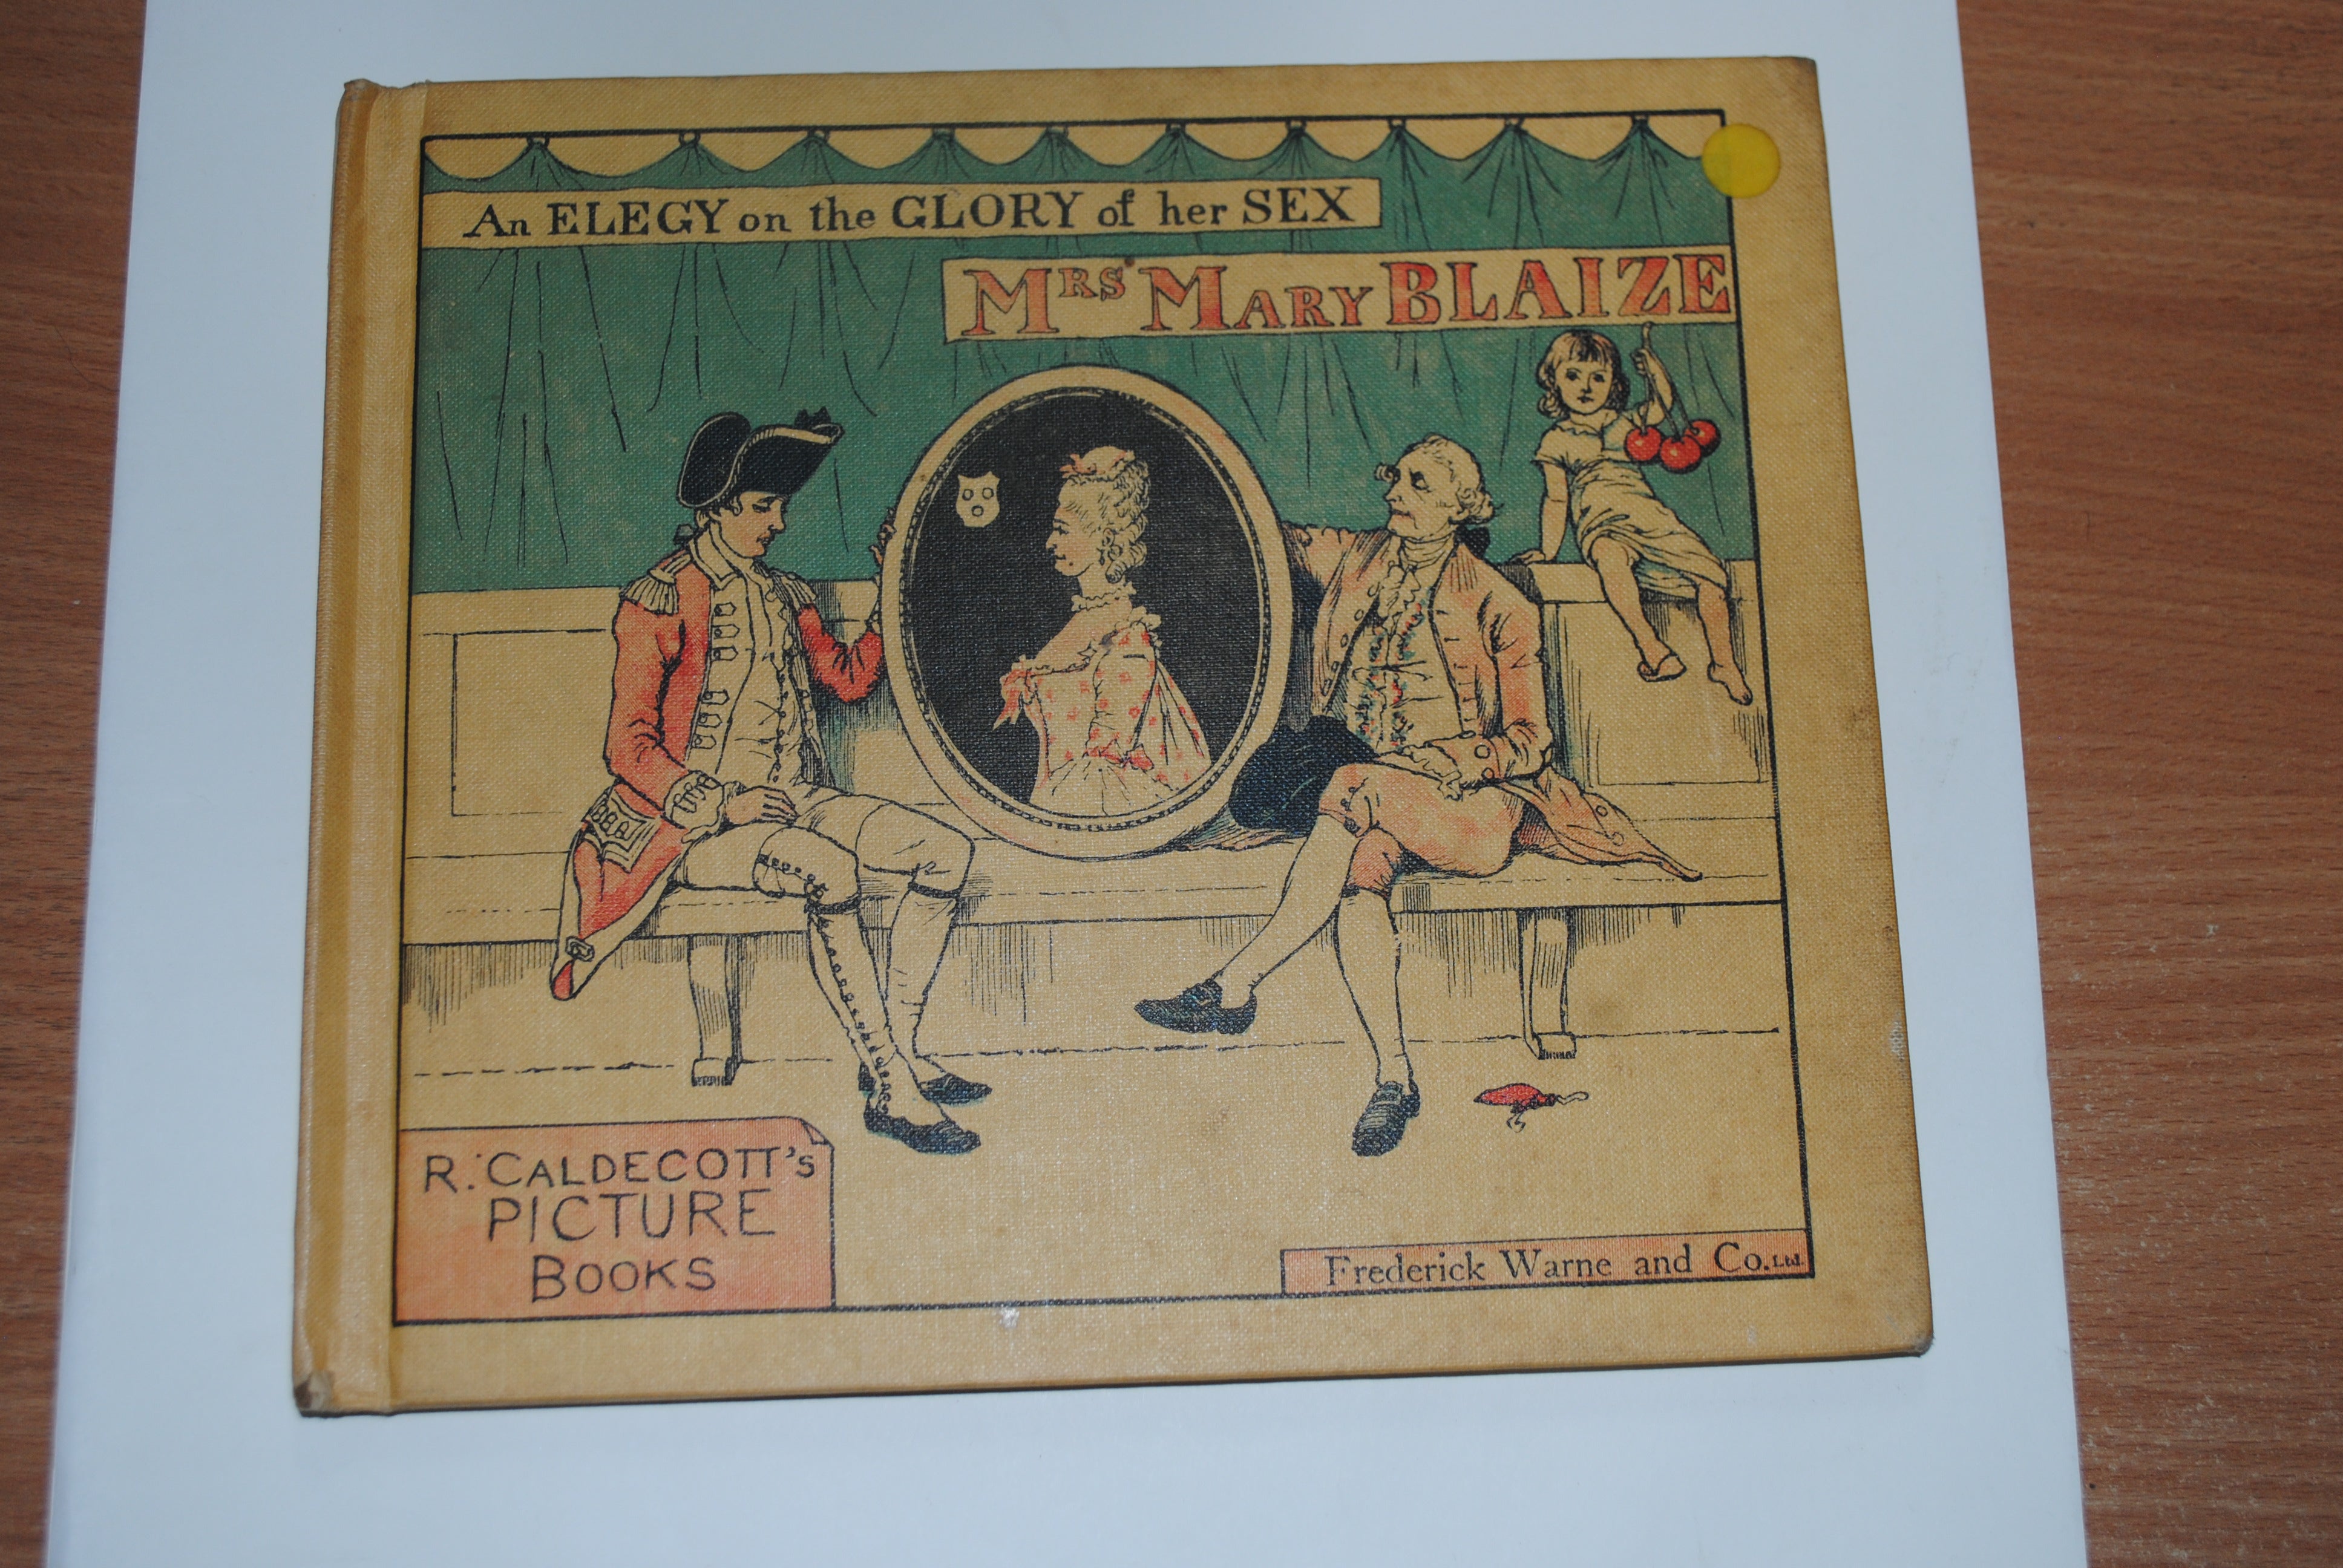 An ELEGY on the GLORY of her SEX
MRS MARY BLAIZE
R. CALDECOTT's
PICTURE
BOOKS
Frederick Warne and Co. Ltd.